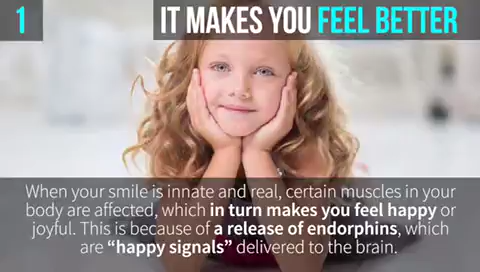 1
IT MAKES YOU FEEL BETTER
When your smile is innate and real, certain muscles in your
body are affected, which in turn makes you feel happy or
joyful. This is because of a release of endorphins, which
are “happy signals” delivered to the brain.